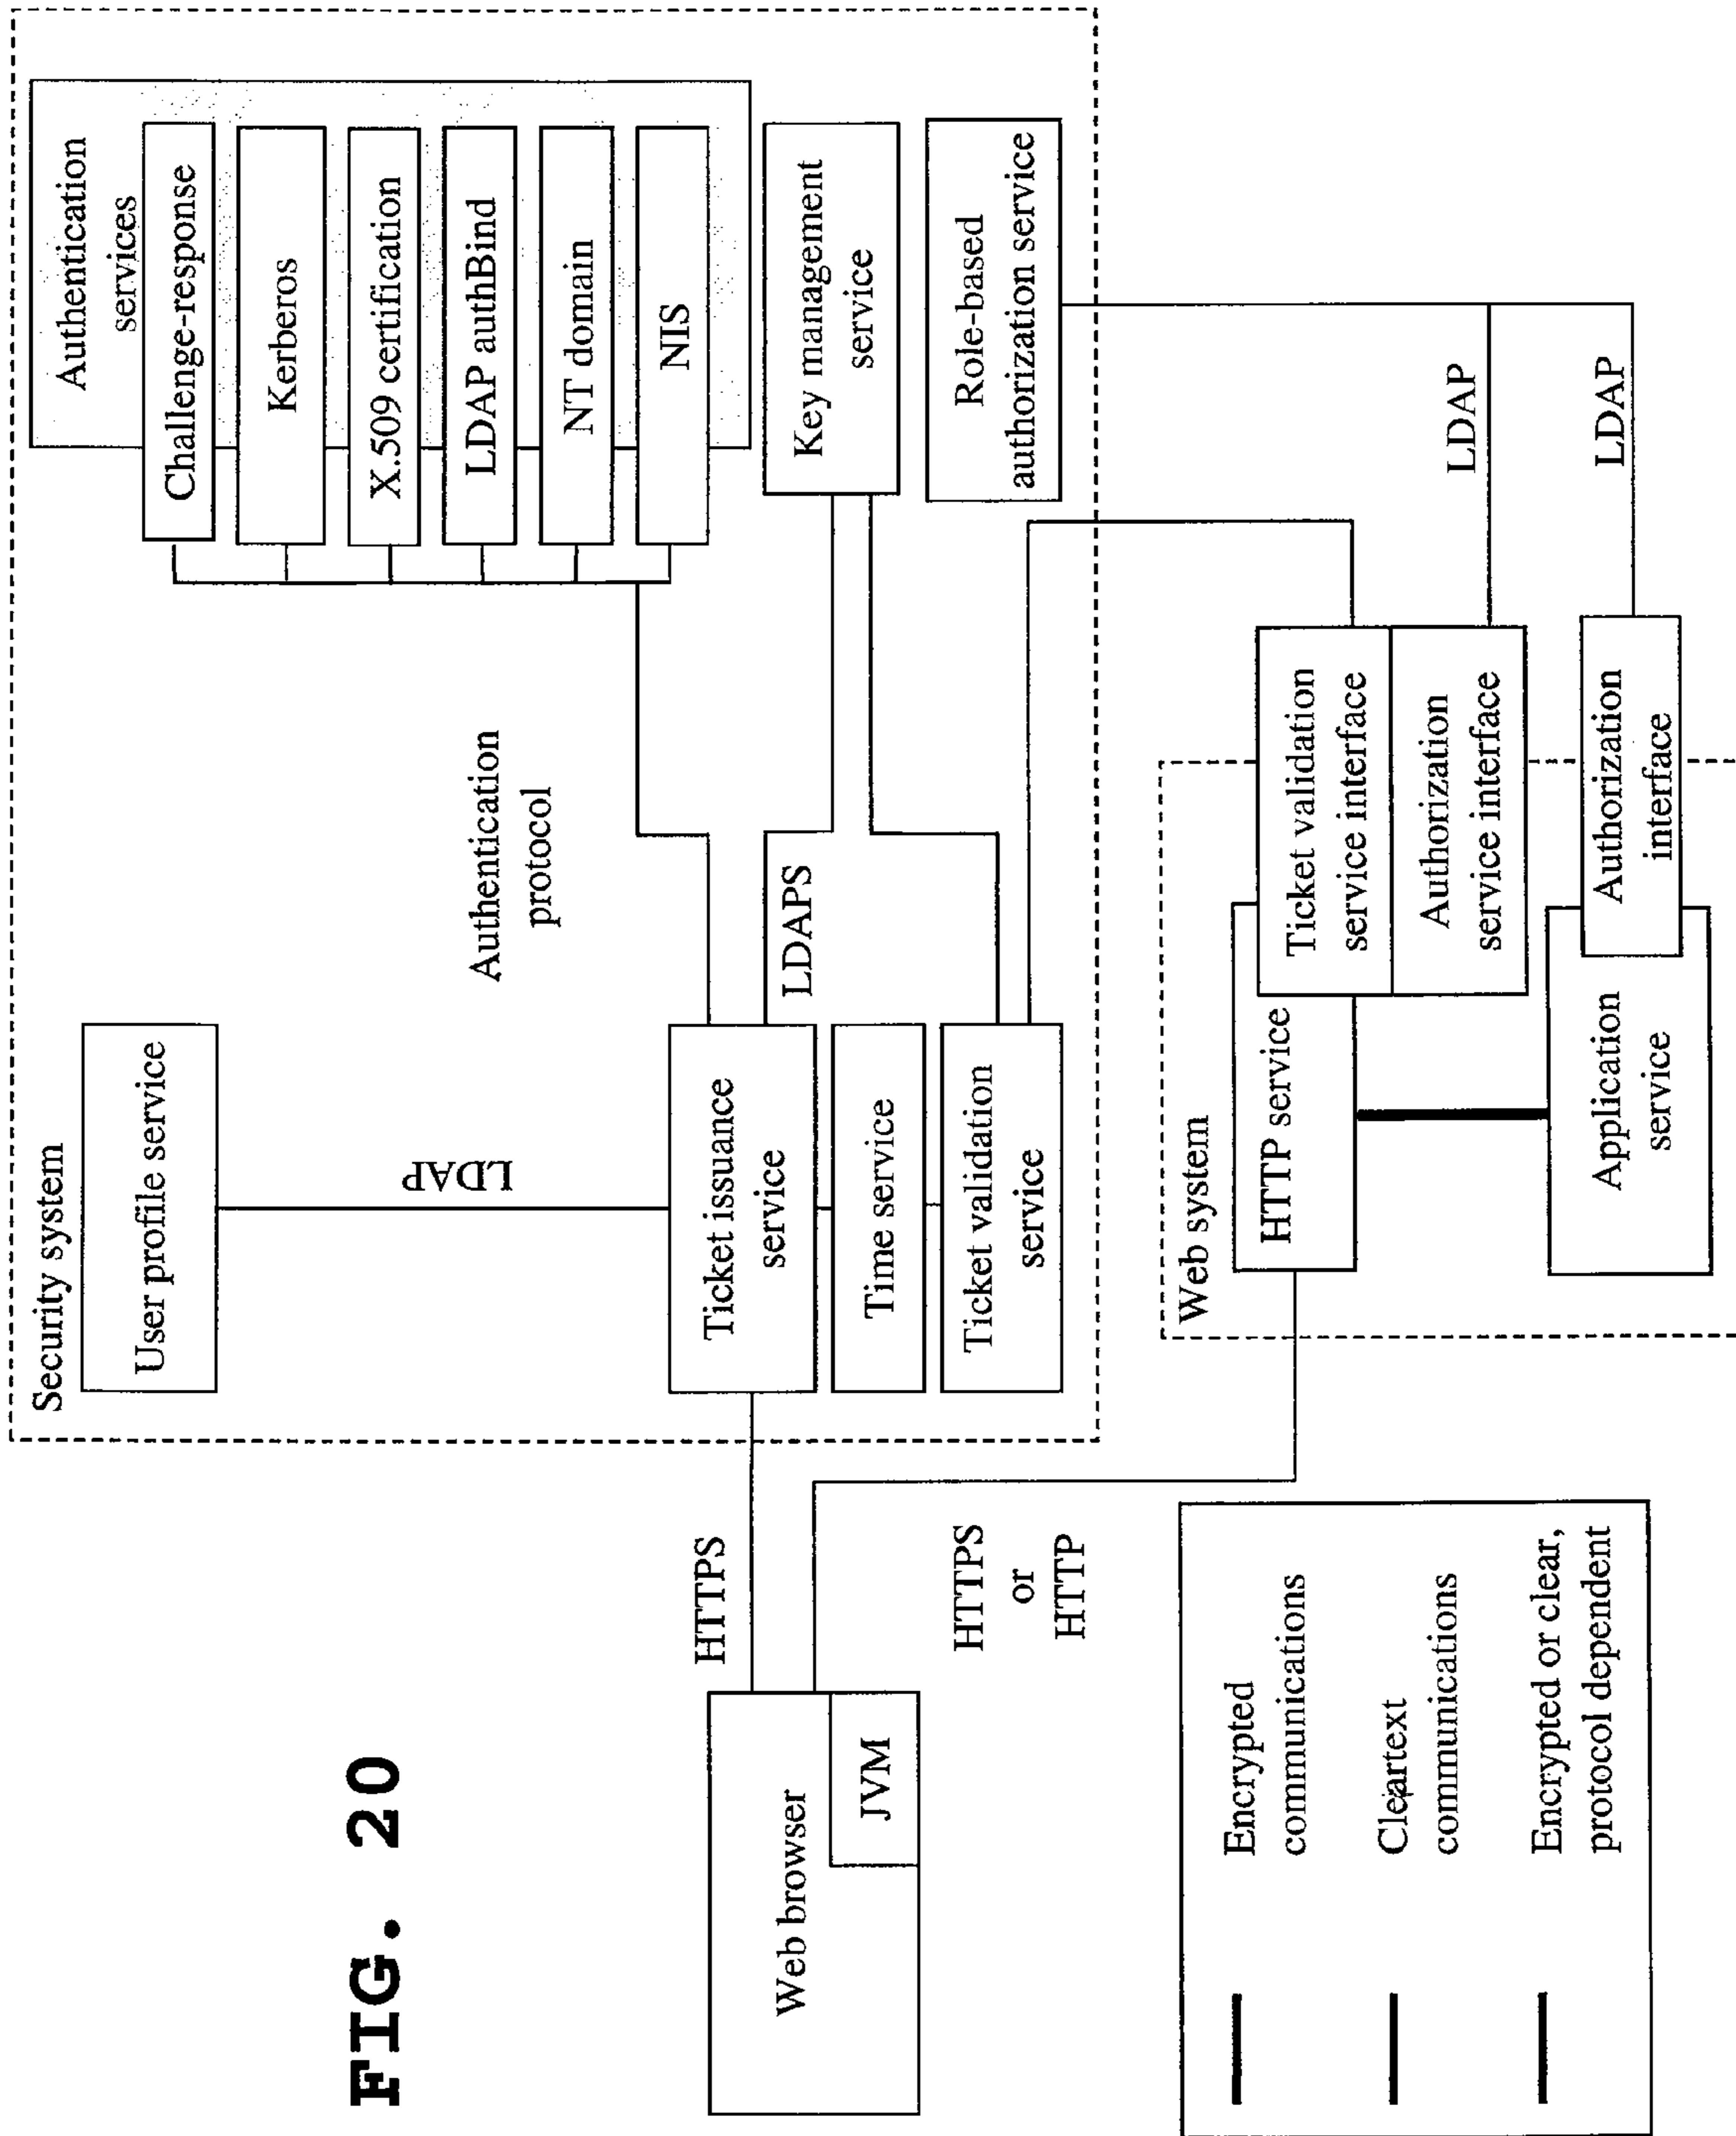 FIG. 20
Security system
User profile service
LDAP
Authentication
services
Challenge-response
Kerberos
X.509 certification
LDAP authBind
NT domain
NIS
Authentication
protocol
Web browser
JVM
HTTPS
HTTPS
or
HTTP
Ticket issuance
service
Time service
Ticket validation
service
LDAPS
Key management
service
Role-based
authorization service
Encrypted
communications
Cleartext
communications
Encrypted or clear,
protocol dependent
Web system
HTTP service
Ticket validation
service interface
Authorization
service interface
Application
service
Authorization
interface
LDAP
LDAP